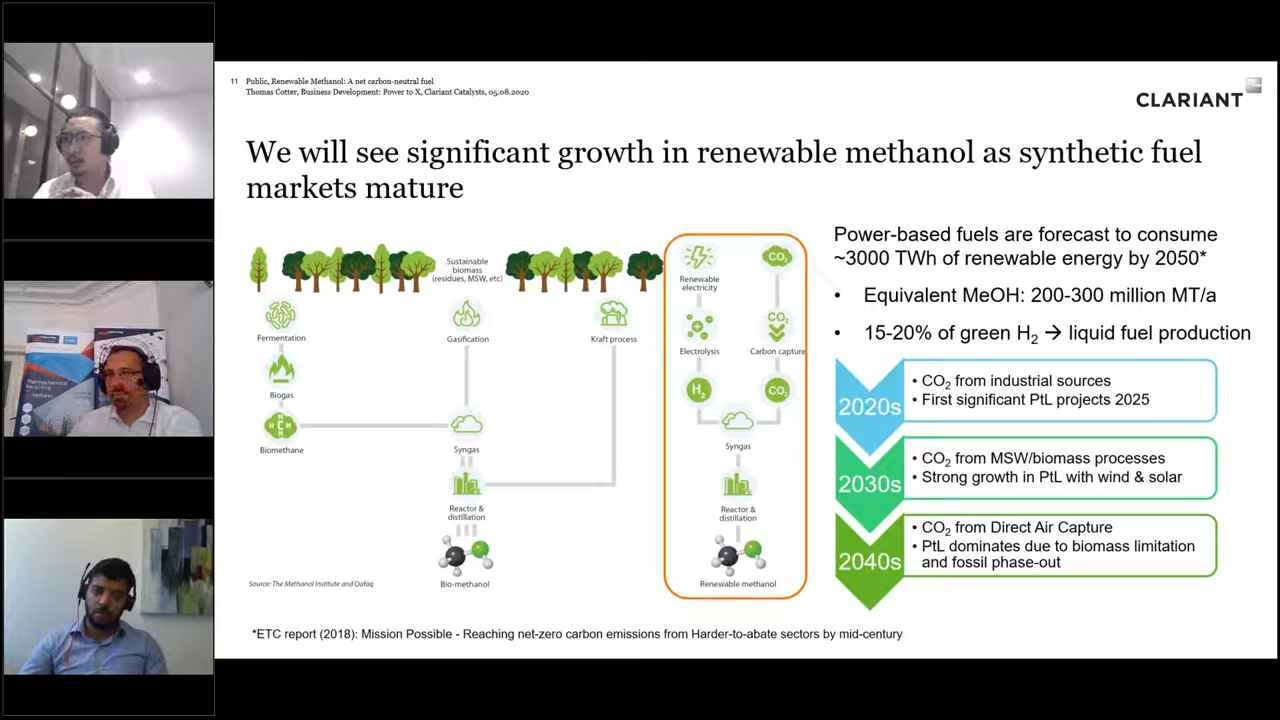 11 Public, Renewable Methanol: A net carbon-neutral fuel
Thomas Cotter, Business Development: Power to X, Clariant Catalysts, 05.08.2020
CLARIANT
We will see significant growth in renewable methanol as synthetic fuel
markets mature
Sustainable
biomass
(residues, MSW, etc)
Fermentation
Gasification
Kraft process
Biogas
H
H C H
H
Biomethane
Syngas
Reactor &
distillation
Bio-methanol
Source: The Methanol Institute and Qafaq
Renewable
electricity
CO2
CO2
Electrolysis
Carbon capture
H2
CO2
Syngas
Reactor &
distillation
Renewable methanol
Power-based fuels are forecast to consume
~3000 TWh of renewable energy by 2050*
• Equivalent MeOH: 200-300 million MT/a
• 15-20% of green H2 → liquid fuel production
2020s
• CO2 from industrial sources
• First significant PtL projects 2025
2030s
• CO2 from MSW/biomass processes
• Strong growth in PtL with wind & solar
2040s
• CO2 from Direct Air Capture
• PtL dominates due to biomass limitation
and fossil phase-out
*ETC report (2018): Mission Possible - Reaching net-zero carbon emissions from Harder-to-abate sectors by mid-century
Thermochemical
Recycling